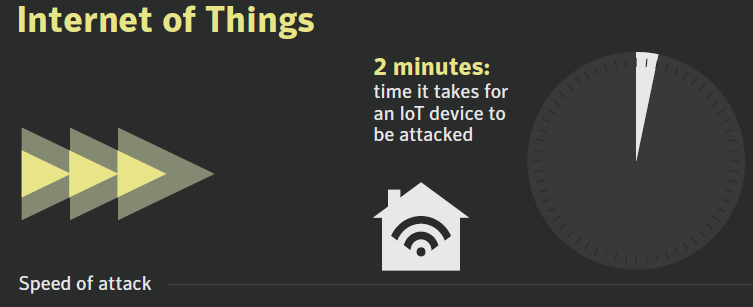 Internet of Things
2 minutes:
time it takes for
an IoT device to
be attacked
Speed of attack